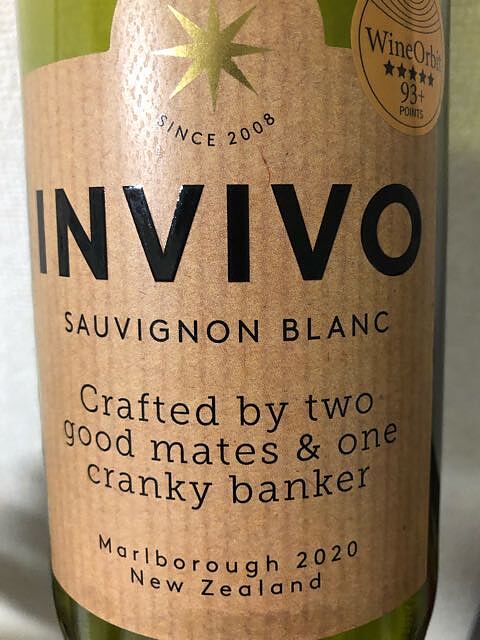 WineOrbit
93+
POINTS
SINCE 2008
INVIVO
SAUVIGNON BLANC
Crafted by two
good mates & one
cranky banker
Marlborough 2020
New Zealand